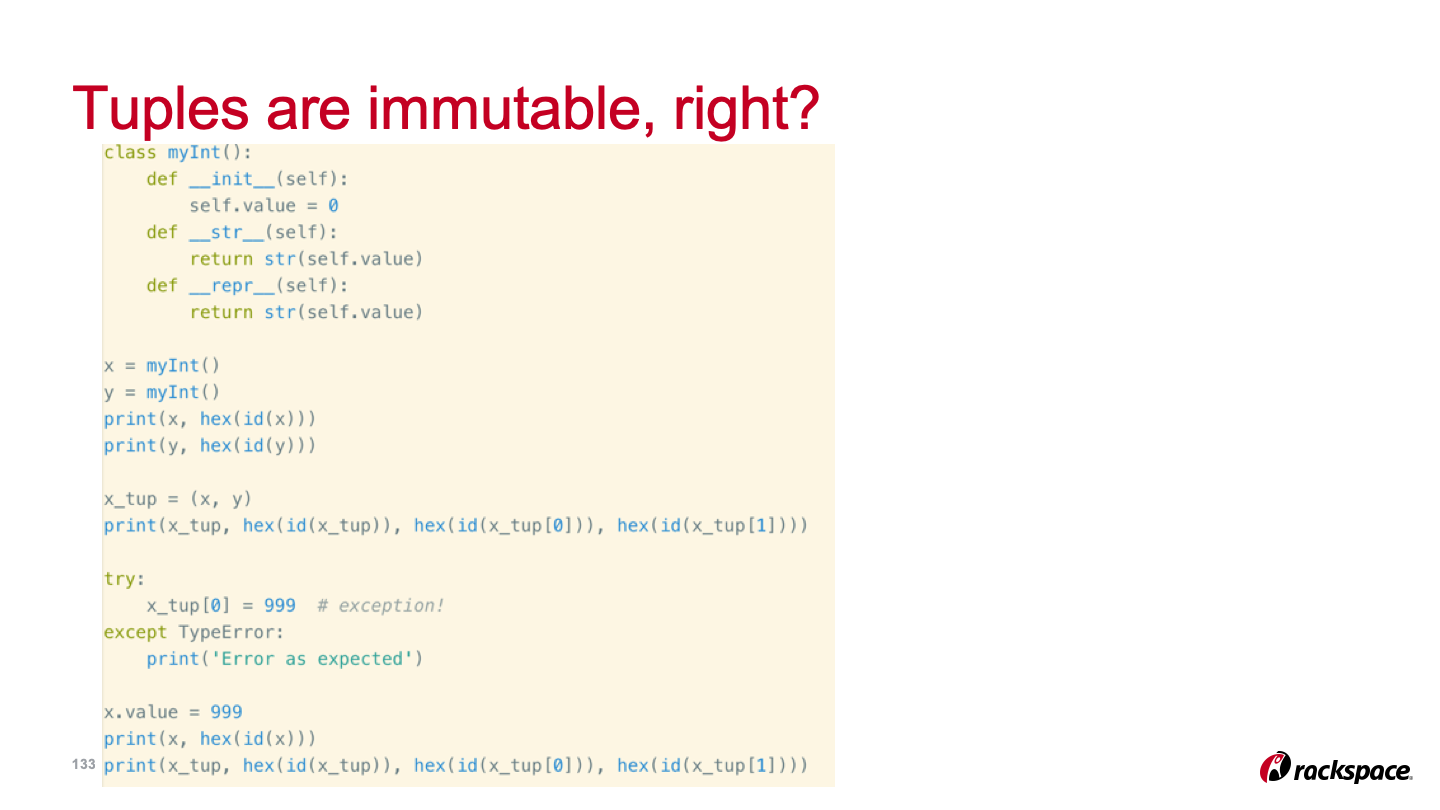 Tuples are immutable, right?
class myInt():
    def __init__(self):
        self.value = 0
    def __str__(self):
        return str(self.value)
    def __repr__(self):
        return str(self.value)

x = myInt()
y = myInt()
print(x, hex(id(x)))
print(y, hex(id(y)))

x_tup = (x, y)
print(x_tup, hex(id(x_tup)), hex(id(x_tup[0])), hex(id(x_tup[1])))

try:
    x_tup[0] = 999  # exception!
except TypeError:
    print('Error as expected')

x.value = 999
print(x, hex(id(x)))
print(x_tup, hex(id(x_tup)), hex(id(x_tup[0])), hex(id(x_tup[1])))
133
rackspace.